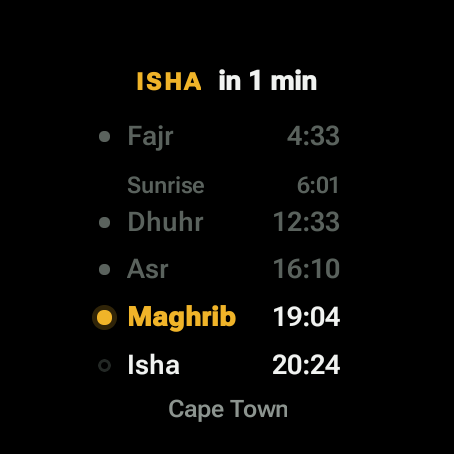 ISHA in 1 min
Fajr 4:33
Sunrise 6:01
Dhuhr 12:33
Asr 16:10
Maghrib 19:04
Isha 20:24
Cape Town